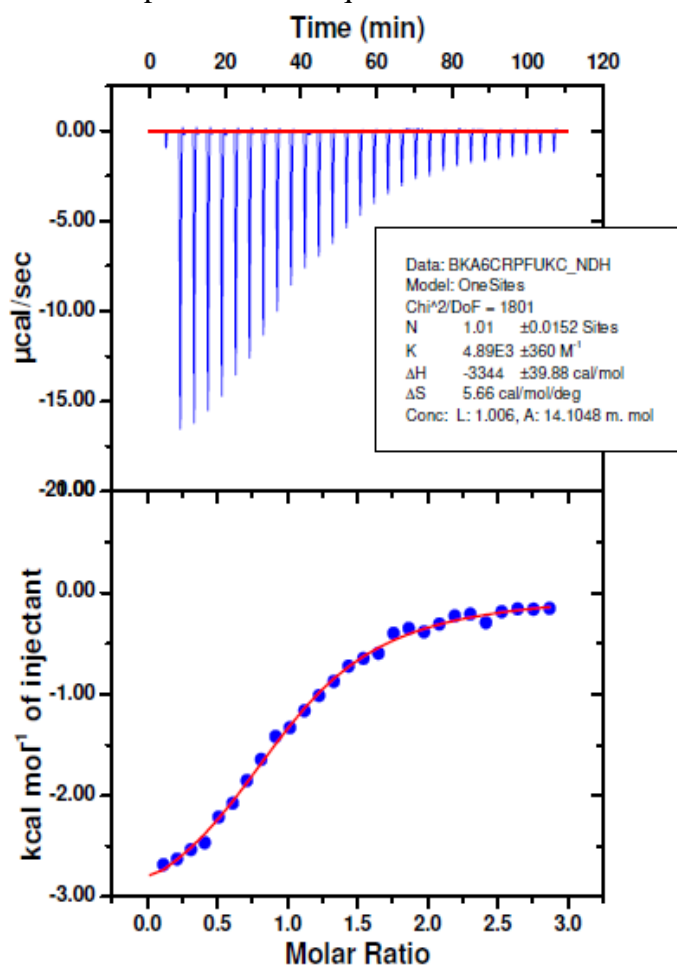 Time (min)
0 20 40 60 80 100 120
0.00
-5.00
-10.00
-15.00
µcal/sec
Data: BKA6CRPFUKC_NDH
Model: OneSites
Chi^2/DoF = 1801
N 1.01 ±0.0152 Sites
K 4.89E3 ±360 M⁻¹
ΔH -3344 ±39.88 cal/mol
ΔS 5.66 cal/mol/deg
Conc: L: 1.006, A: 14.1048 m. mol
0.00
-1.00
-2.00
-3.00
kcal mol⁻¹ of injectant
0.0 0.5 1.0 1.5 2.0 2.5 3.0
Molar Ratio